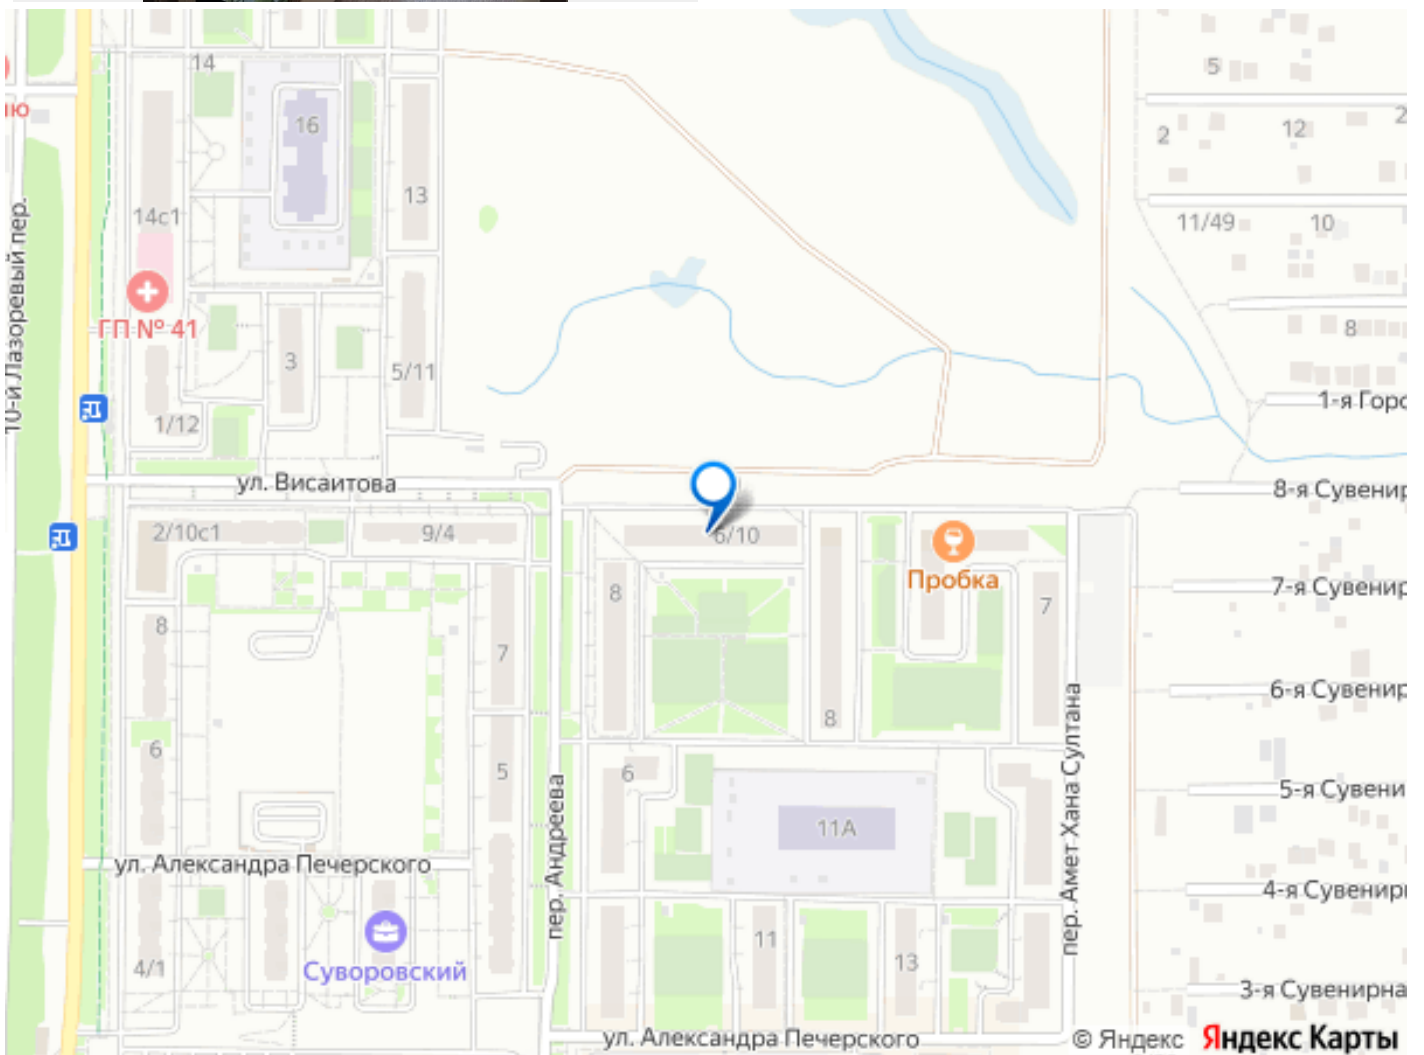 14
5
ю
16
2
12
2
13
14с1
11/49
10
10-й Лазоревый пер.
ГП № 41
3
5/11
8
1/12
1-я Горо
ул. Висаитова
8-я Сувенир
2/10с1
9/4
6/10
Пробка
8
7
7-я Сувенир
8
7
6-я Сувенир
8
6
5
6
пер. Амет-Хана Султана
5-я Сувени
11А
пер. Андреева
ул. Александра Печерского
4-я Сувенирн
11
13
4/1
Суворовский
3-я Сувенирна
ул. Александра Печерского
© Яндекс Яндекс Карты